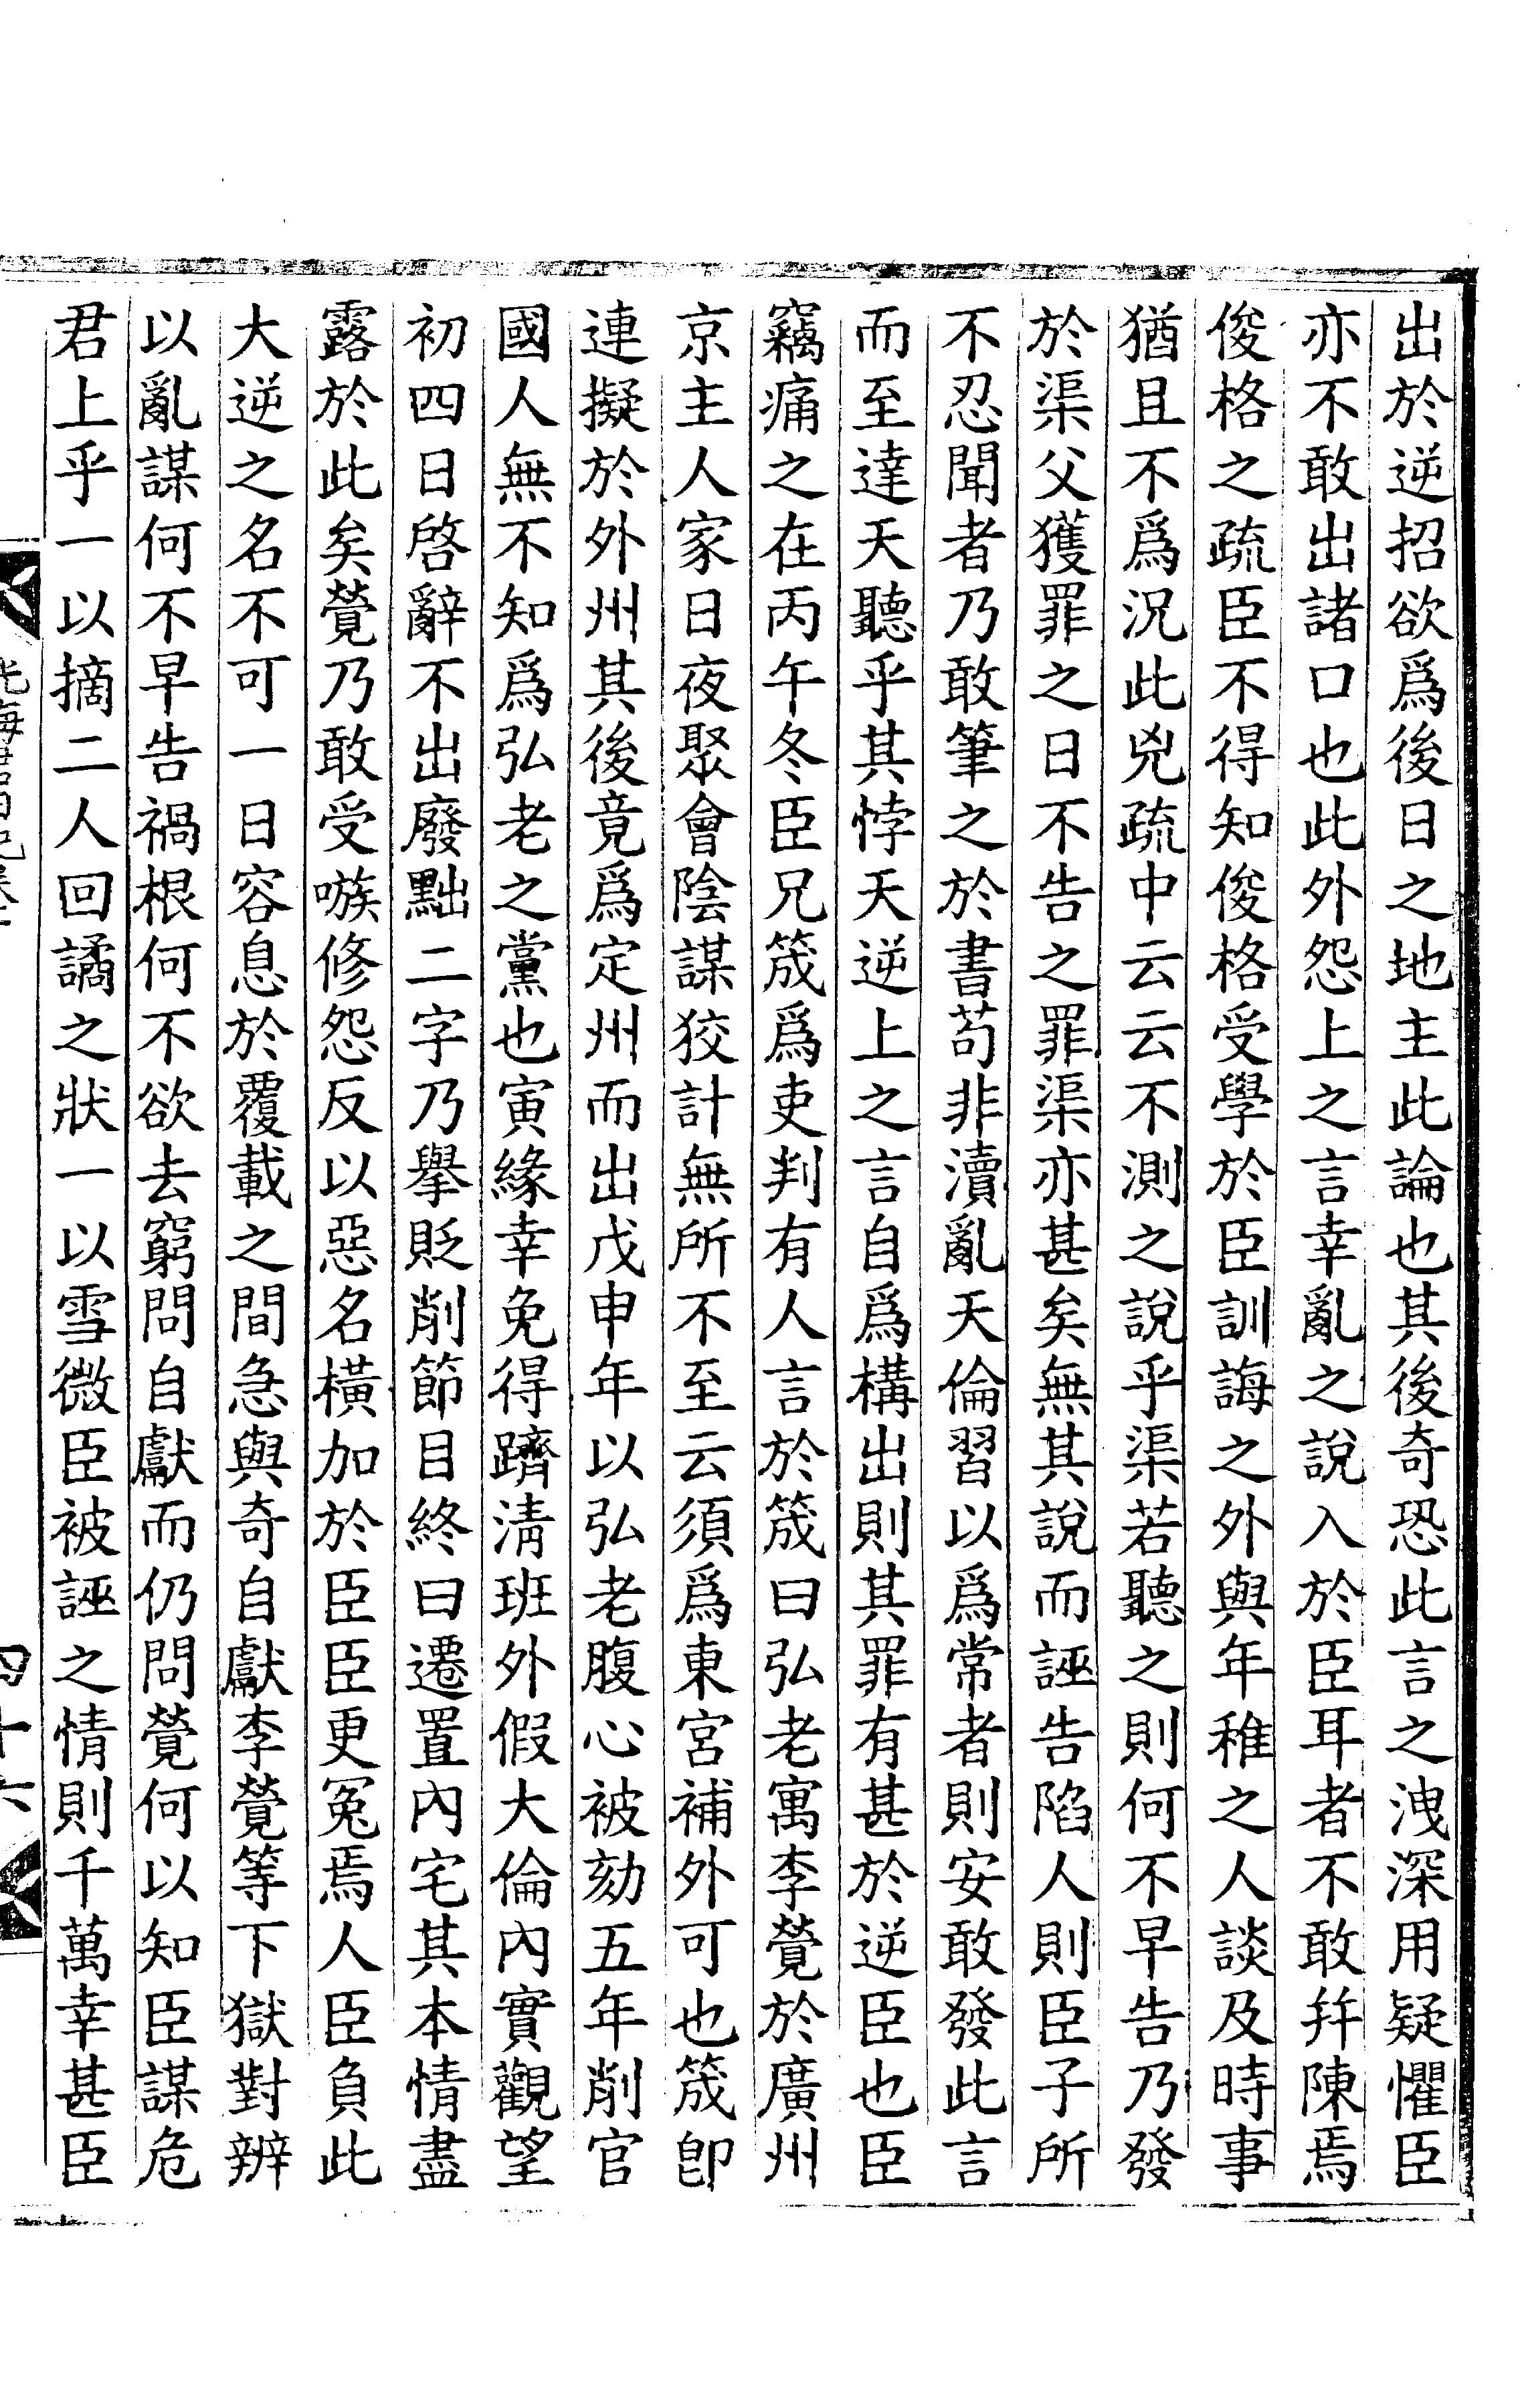 出於逆招欲爲後日之地主此論也其後奇恐此言之洩深用疑懼臣
亦不敢出諸口也此外怨上之言幸亂之說入於臣耳者不敢幷陳焉
俊格之疏臣不得知俊格受學於臣訓誨之外與年稚之人談及時事
猶且不爲況此兇疏中云云不測之說乎渠若聽之則何不早告乃發
於渠父獲罪之日不告之罪渠亦甚矣無其說而誣告陷人則臣子所
不忍聞者乃敢筆之於書苟非瀆亂天倫習以爲常者則安敢發此言
而至達天聽乎其悖天逆上之言自爲構出則其罪有甚於逆臣也臣
竊痛之在丙午冬臣兄筬爲吏判有人言於筬曰弘老寓李覮於廣州
京主人家日夜聚會陰謀狡計無所不至云須爲東宮補外可也筬卽
連擬於外州其後竟爲定州而出戊申年以弘老腹心被劾五年削官
國人無不知爲弘老之黨也寅緣幸免得躋淸班外假大倫內實觀望
初四日啓辭不出廢黜二字乃擧貶削節目終曰遷置內宅其本情盡
露於此矣覮乃敢受嗾修怨反以惡名橫加於臣臣更冤焉人臣負此
大逆之名不可一日容息於覆載之間急與奇自獻李覮等下獄對辨
以亂謀何不早告禍根何不欲去窮問自獻而仍問覮何以知臣謀危
君上乎一以摘二人回譎之狀一以雪微臣被誣之情則千萬幸甚臣
四十六